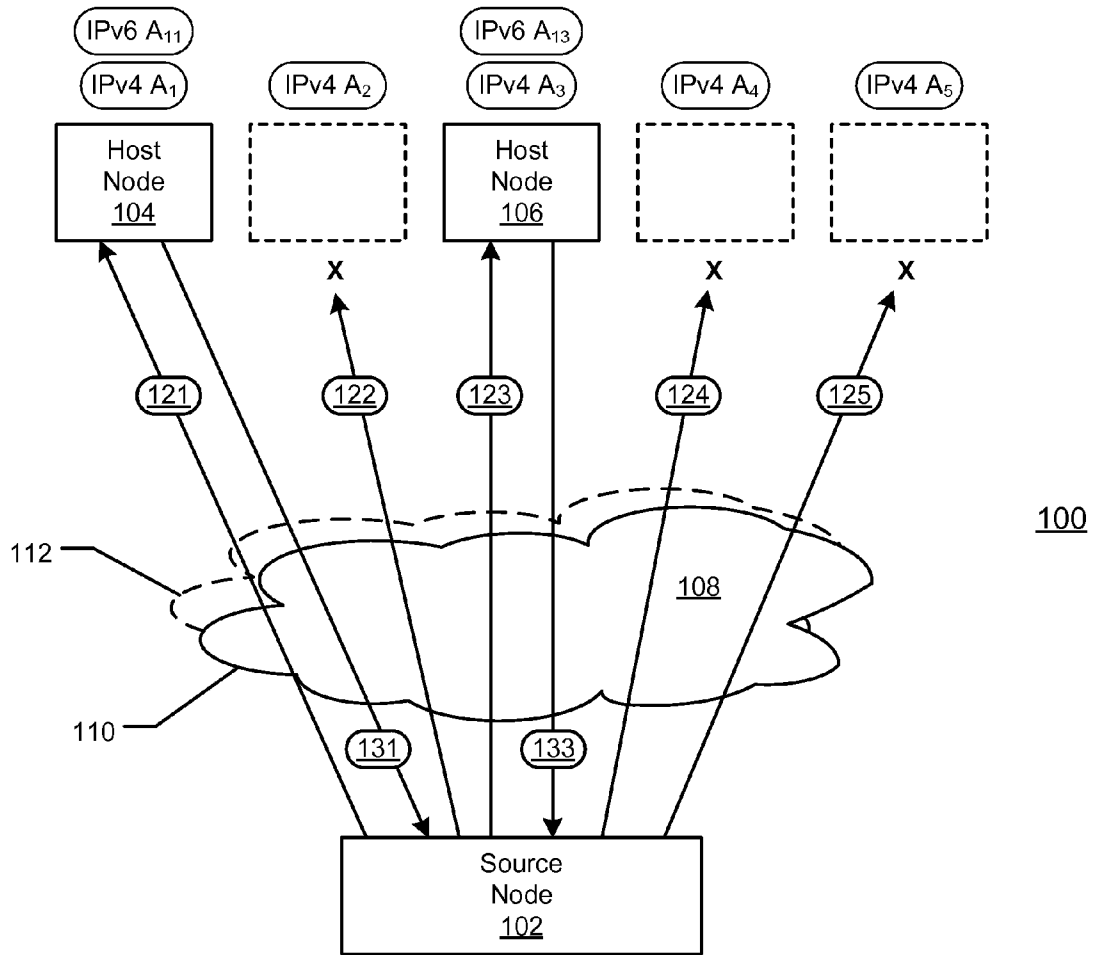 IPv6 A₁₁
IPv6 A₁₃
IPv4 A₁
IPv4 A₂
IPv4 A₃
IPv4 A₄
IPv4 A₅
Host
Node
104
Host
Node
106
X
X
X
121
122
123
124
125
100
112
108
110
131
133
Source
Node
102